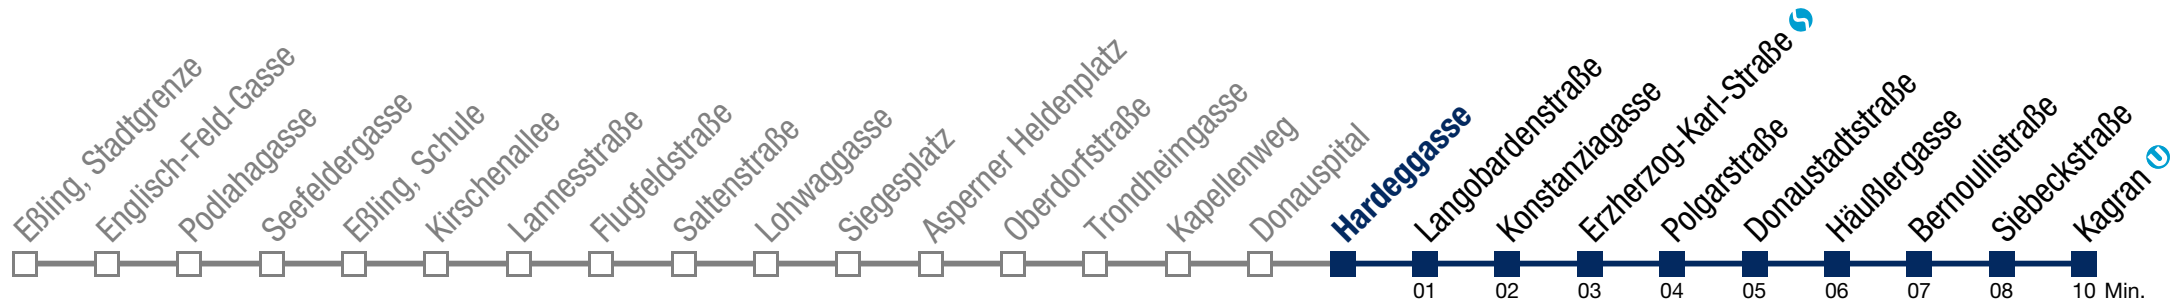 Eßling, Stadtgrenze
Englisch-Feld-Gasse
Podlahagasse
Seefeldergasse
Eßling, Schule
Kirschenallee
Lannesstraße
Flugfeldstraße
Saltenstraße
Lohwaggasse
Siegesplatz
Asperner Heldenplatz
Oberdorfstraße
Trondheimgasse
Kapellenweg
Donauspital
Hardeggasse
Langobardenstraße
Konstanziagasse
Erzherzog-Karl-Straße S
Polgarstraße
Donaustadtstraße
Häußlergasse
Bernoullistraße
Siebeckstraße
Kagran U
01 02 03 04 05 06 07 08 10 Min.